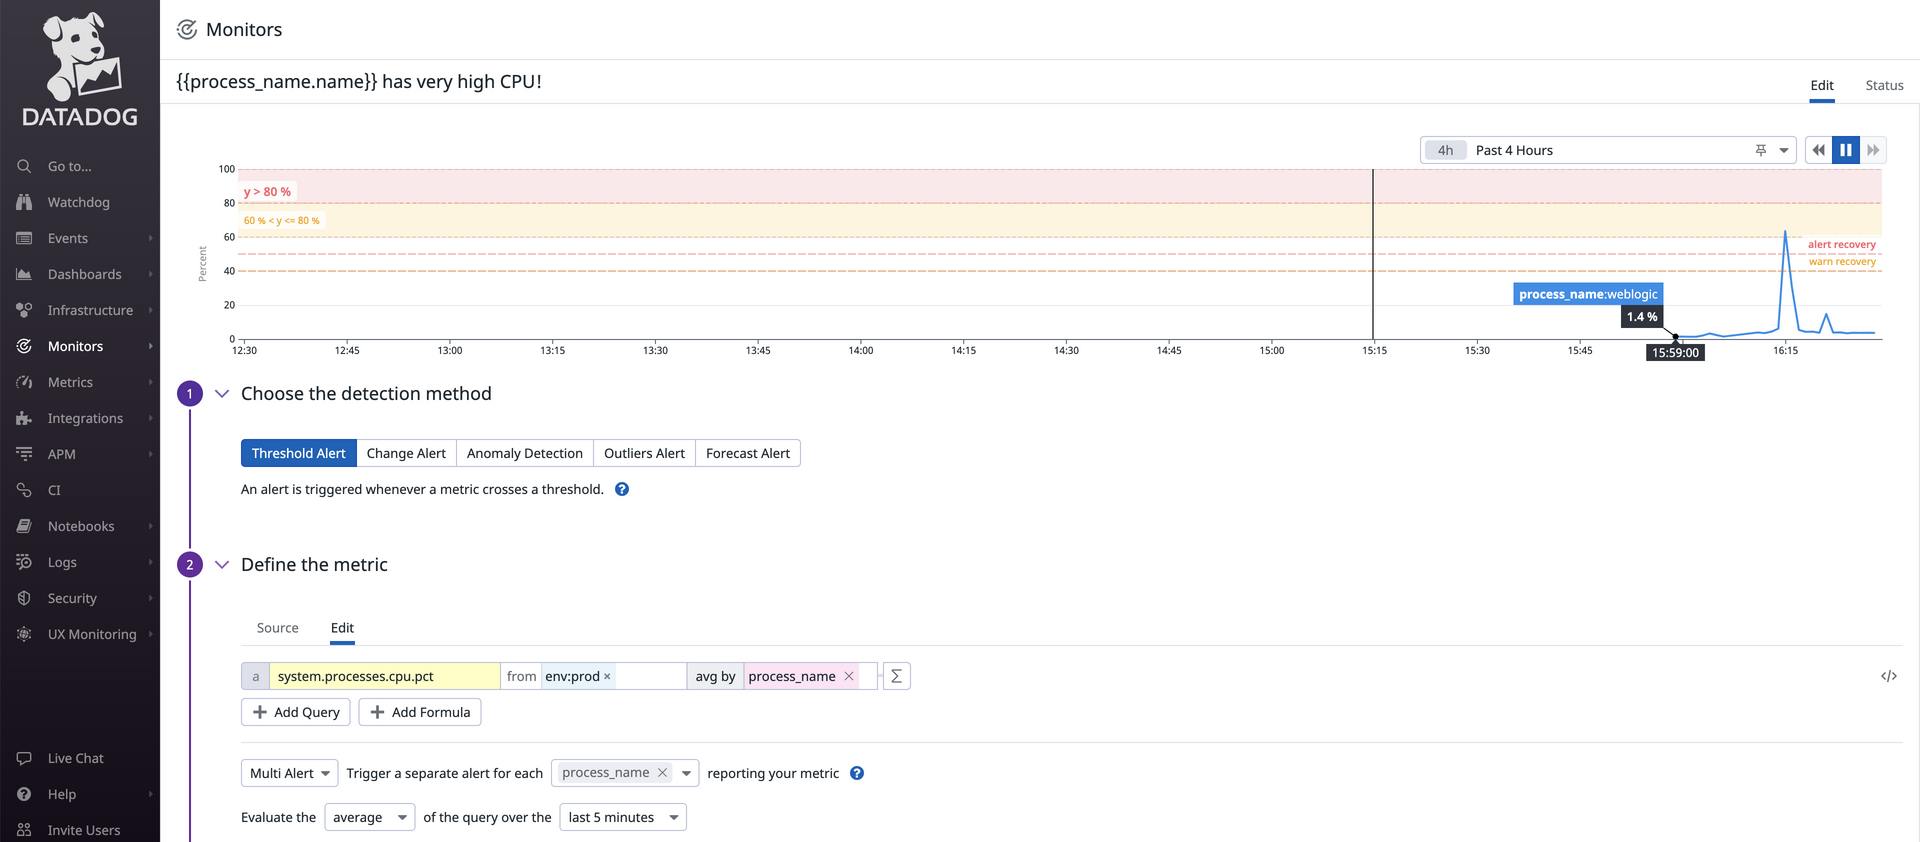 DATADOG
Go to...
Watchdog
Events
Dashboards
Infrastructure
Monitors
Metrics
Integrations
APM
CI
Notebooks
Logs
Security
UX Monitoring
Live Chat
Help
Invite Users
Monitors
{{process_name.name}} has very high CPU!
Edit Status
4h Past 4 Hours
Percent
100
80
60
40
20
0
y > 80 %
60 % < y <= 80 %
alert recovery
warn recovery
process_name:weblogic
1.4 %
12:30 12:45 13:00 13:15 13:30 13:45 14:00 14:15 14:30 14:45 15:00 15:15 15:30 15:45 15:59:00 16:15
1 Choose the detection method
Threshold Alert Change Alert Anomaly Detection Outliers Alert Forecast Alert
An alert is triggered whenever a metric crosses a threshold. ?
2 Define the metric
Source Edit
a system.processes.cpu.pct from env:prod × avg by process_name × Σ </>
+ Add Query + Add Formula
Multi Alert Trigger a separate alert for each process_name × reporting your metric ?
Evaluate the average of the query over the last 5 minutes